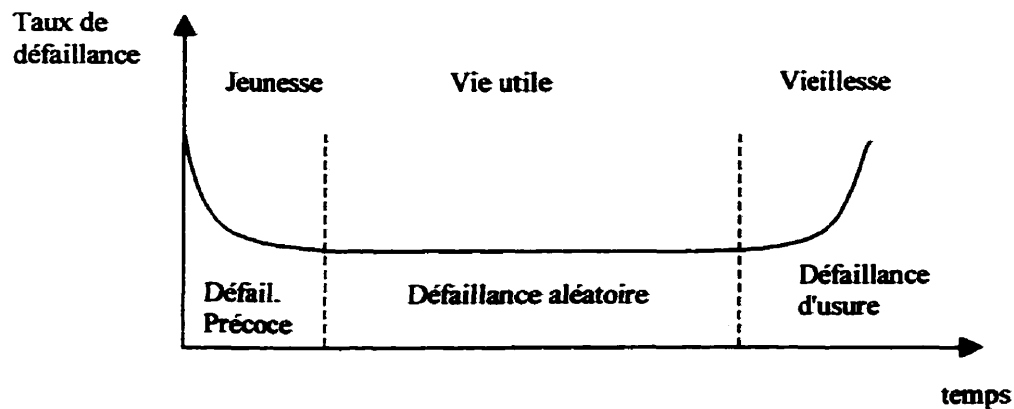 Taux de
défaillance
Jeunesse
Vie utile
Vieillesse
Défail.
Précoce
Défaillance aléatoire
Défaillance
d'usure
temps